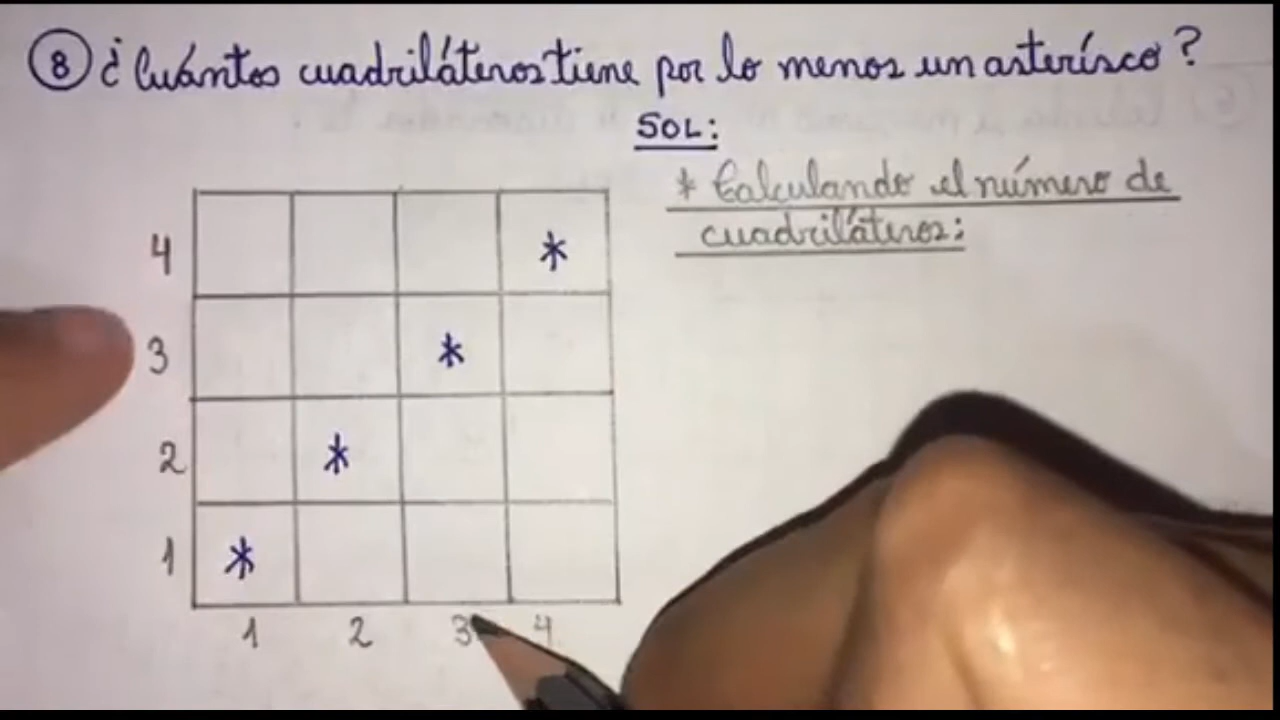 8 ¿Cuántos cuadriláteros tiene por lo menos un asterísco?
SOL:
* Calculando el número de
cuadriláteros:
4 *
3 *
2 *
1 *
1 2 3 4